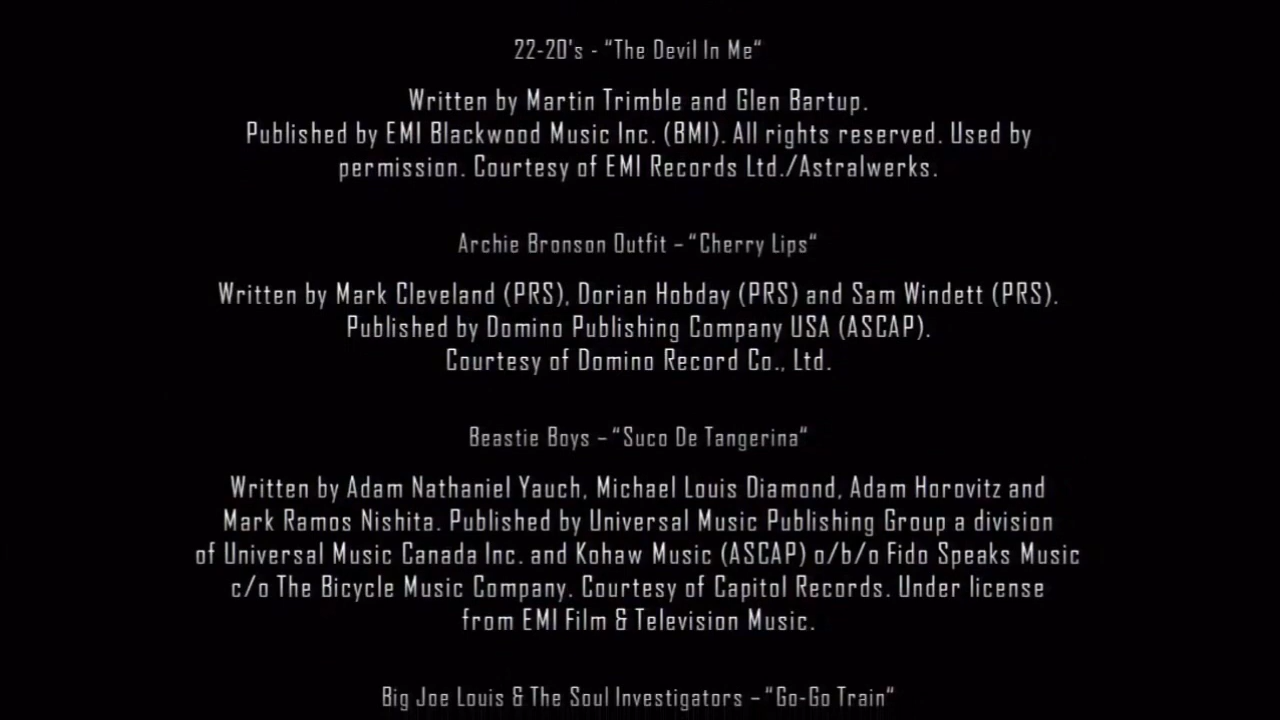 22-20's - “The Devil In Me“
Written by Martin Trimble and Glen Bartup.
Published by EMI Blackwood Music Inc. (BMI). All rights reserved. Used by
permission. Courtesy of EMI Records Ltd./Astralwerks.
Archie Bronson Outfit – “Cherry Lips“
Written by Mark Cleveland (PRS), Dorian Hobday (PRS) and Sam Windett (PRS).
Published by Domino Publishing Company USA (ASCAP).
Courtesy of Domino Record Co., Ltd.
Beastie Boys – “Suco De Tangerina“
Written by Adam Nathaniel Yauch, Michael Louis Diamond, Adam Horovitz and
Mark Ramos Nishita. Published by Universal Music Publishing Group a division
of Universal Music Canada Inc. and Kohaw Music (ASCAP) o/b/o Fido Speaks Music
c/o The Bicycle Music Company. Courtesy of Capitol Records. Under license
from EMI Film & Television Music.
Big Joe Louis & The Soul Investigators – “Go-Go Train“